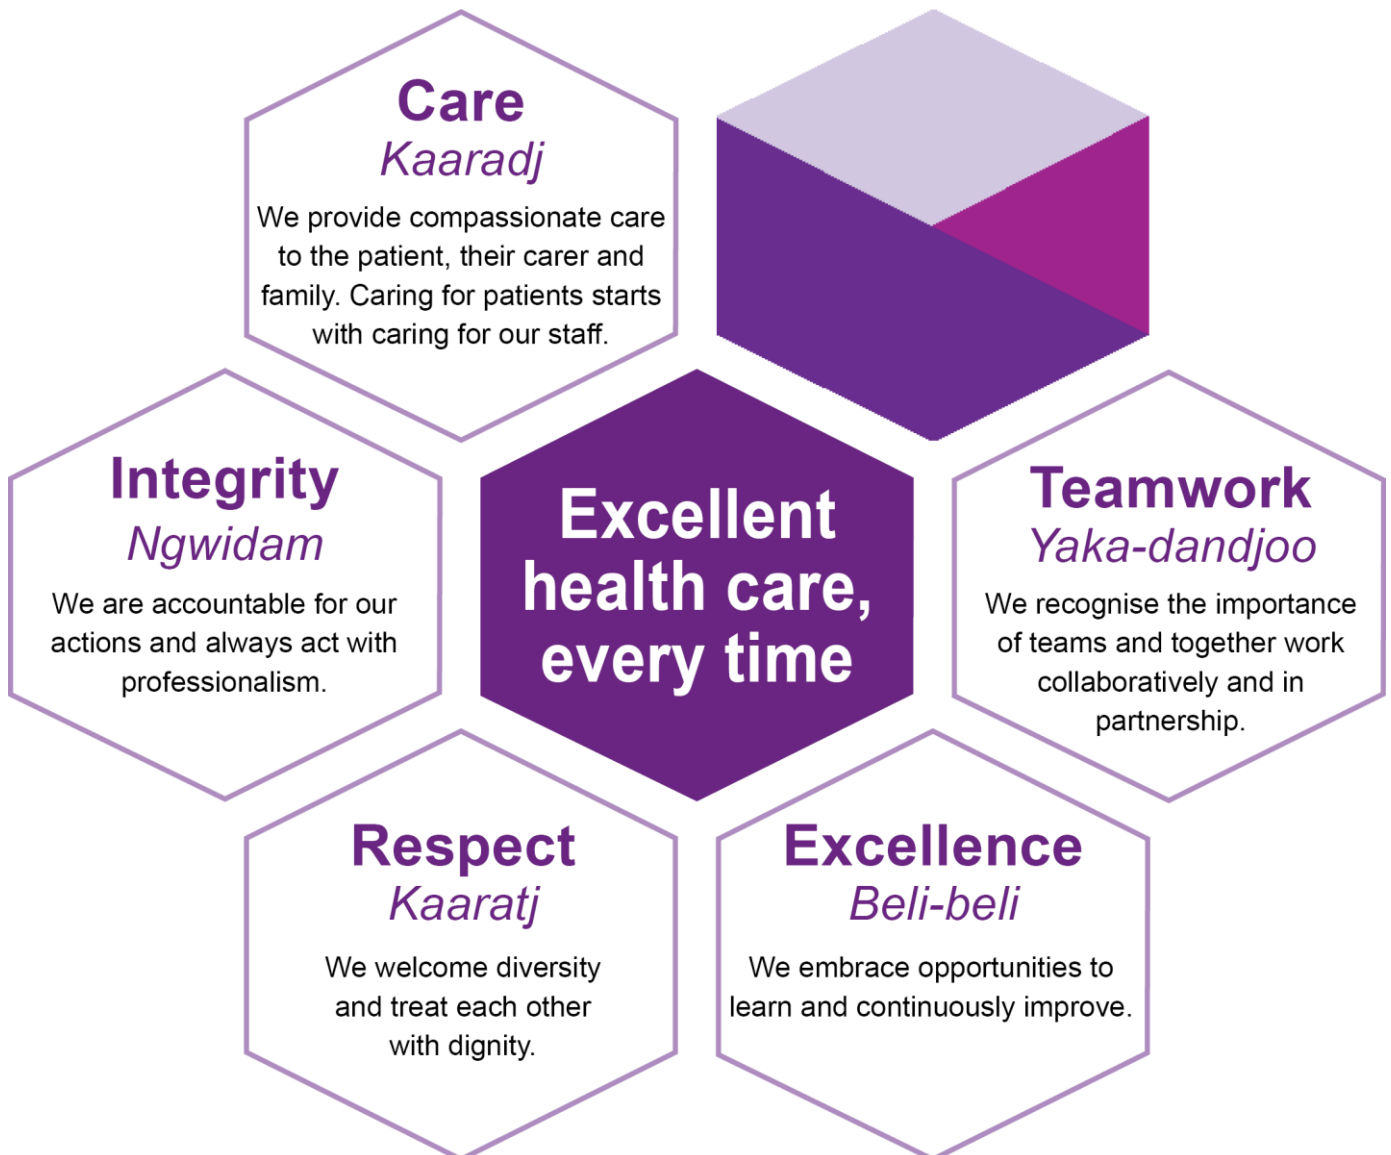 Care
Kaaradj
We provide compassionate care
to the patient, their carer and
family. Caring for patients starts
with caring for our staff.
Integrity
Ngwidam
We are accountable for our
actions and always act with
professionalism.
Excellent
health care,
every time
Teamwork
Yaka-dandjoo
We recognise the importance
of teams and together work
collaboratively and in
partnership.
Respect
Kaaratj
We welcome diversity
and treat each other
with dignity.
Excellence
Beli-beli
We embrace opportunities to
learn and continuously improve.